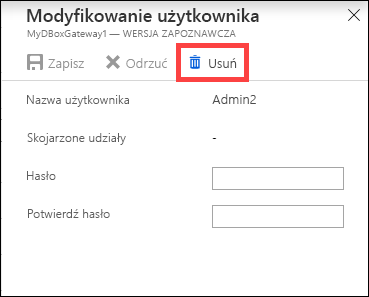 Modyfikowanie użytkownika
MyDBoxGateway1 — WERSJA ZAPOZNAWCZA
Zapisz Odrzuć Usuń
Nazwa użytkownika Admin2
Skojarzone udziały -
Hasło
Potwierdź hasło